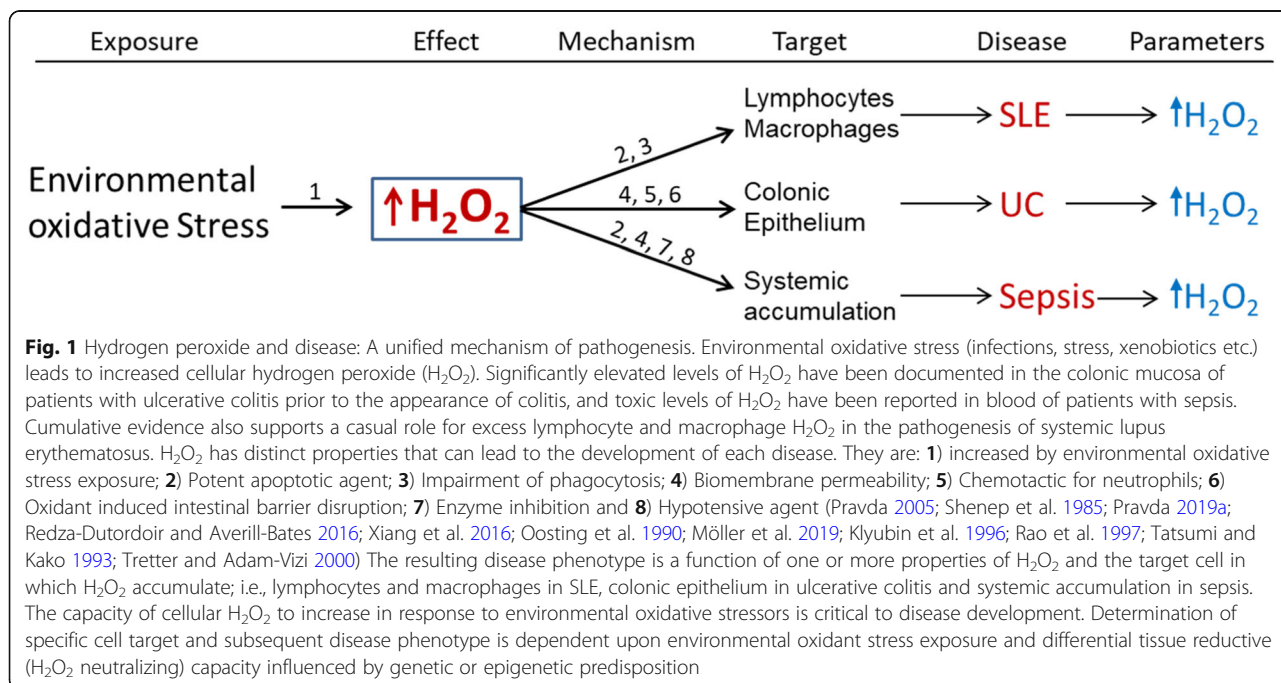 Exposure Effect Mechanism Target Disease Parameters
Environmental
oxidative Stress
1
↑H₂O₂
2, 3
4, 5, 6
2, 4, 7, 8
Lymphocytes
Macrophages
SLE
↑H₂O₂
Colonic
Epithelium
UC
↑H₂O₂
Systemic
accumulation
Sepsis
↑H₂O₂
Fig. 1 Hydrogen peroxide and disease: A unified mechanism of pathogenesis. Environmental oxidative stress (infections, stress, xenobiotics etc.)
leads to increased cellular hydrogen peroxide (H₂O₂). Significantly elevated levels of H₂O₂ have been documented in the colonic mucosa of
patients with ulcerative colitis prior to the appearance of colitis, and toxic levels of H₂O₂ have been reported in blood of patients with sepsis.
Cumulative evidence also supports a casual role for excess lymphocyte and macrophage H₂O₂ in the pathogenesis of systemic lupus
erythematosus. H₂O₂ has distinct properties that can lead to the development of each disease. They are: 1) increased by environmental oxidative
stress exposure; 2) Potent apoptotic agent; 3) Impairment of phagocytosis; 4) Biomembrane permeability; 5) Chemotactic for neutrophils; 6)
Oxidant induced intestinal barrier disruption; 7) Enzyme inhibition and 8) Hypotensive agent (Pravda 2005; Shenep et al. 1985; Pravda 2019a;
Redza-Dutordoir and Averill-Bates 2016; Xiang et al. 2016; Oosting et al. 1990; Möller et al. 2019; Klyubin et al. 1996; Rao et al. 1997; Tatsumi and
Kako 1993; Tretter and Adam-Vizi 2000) The resulting disease phenotype is a function of one or more properties of H₂O₂ and the target cell in
which H₂O₂ accumulate; i.e., lymphocytes and macrophages in SLE, colonic epithelium in ulcerative colitis and systemic accumulation in sepsis.
The capacity of cellular H₂O₂ to increase in response to environmental oxidative stressors is critical to disease development. Determination of
specific cell target and subsequent disease phenotype is dependent upon environmental oxidant stress exposure and differential tissue reductive
(H₂O₂ neutralizing) capacity influenced by genetic or epigenetic predisposition